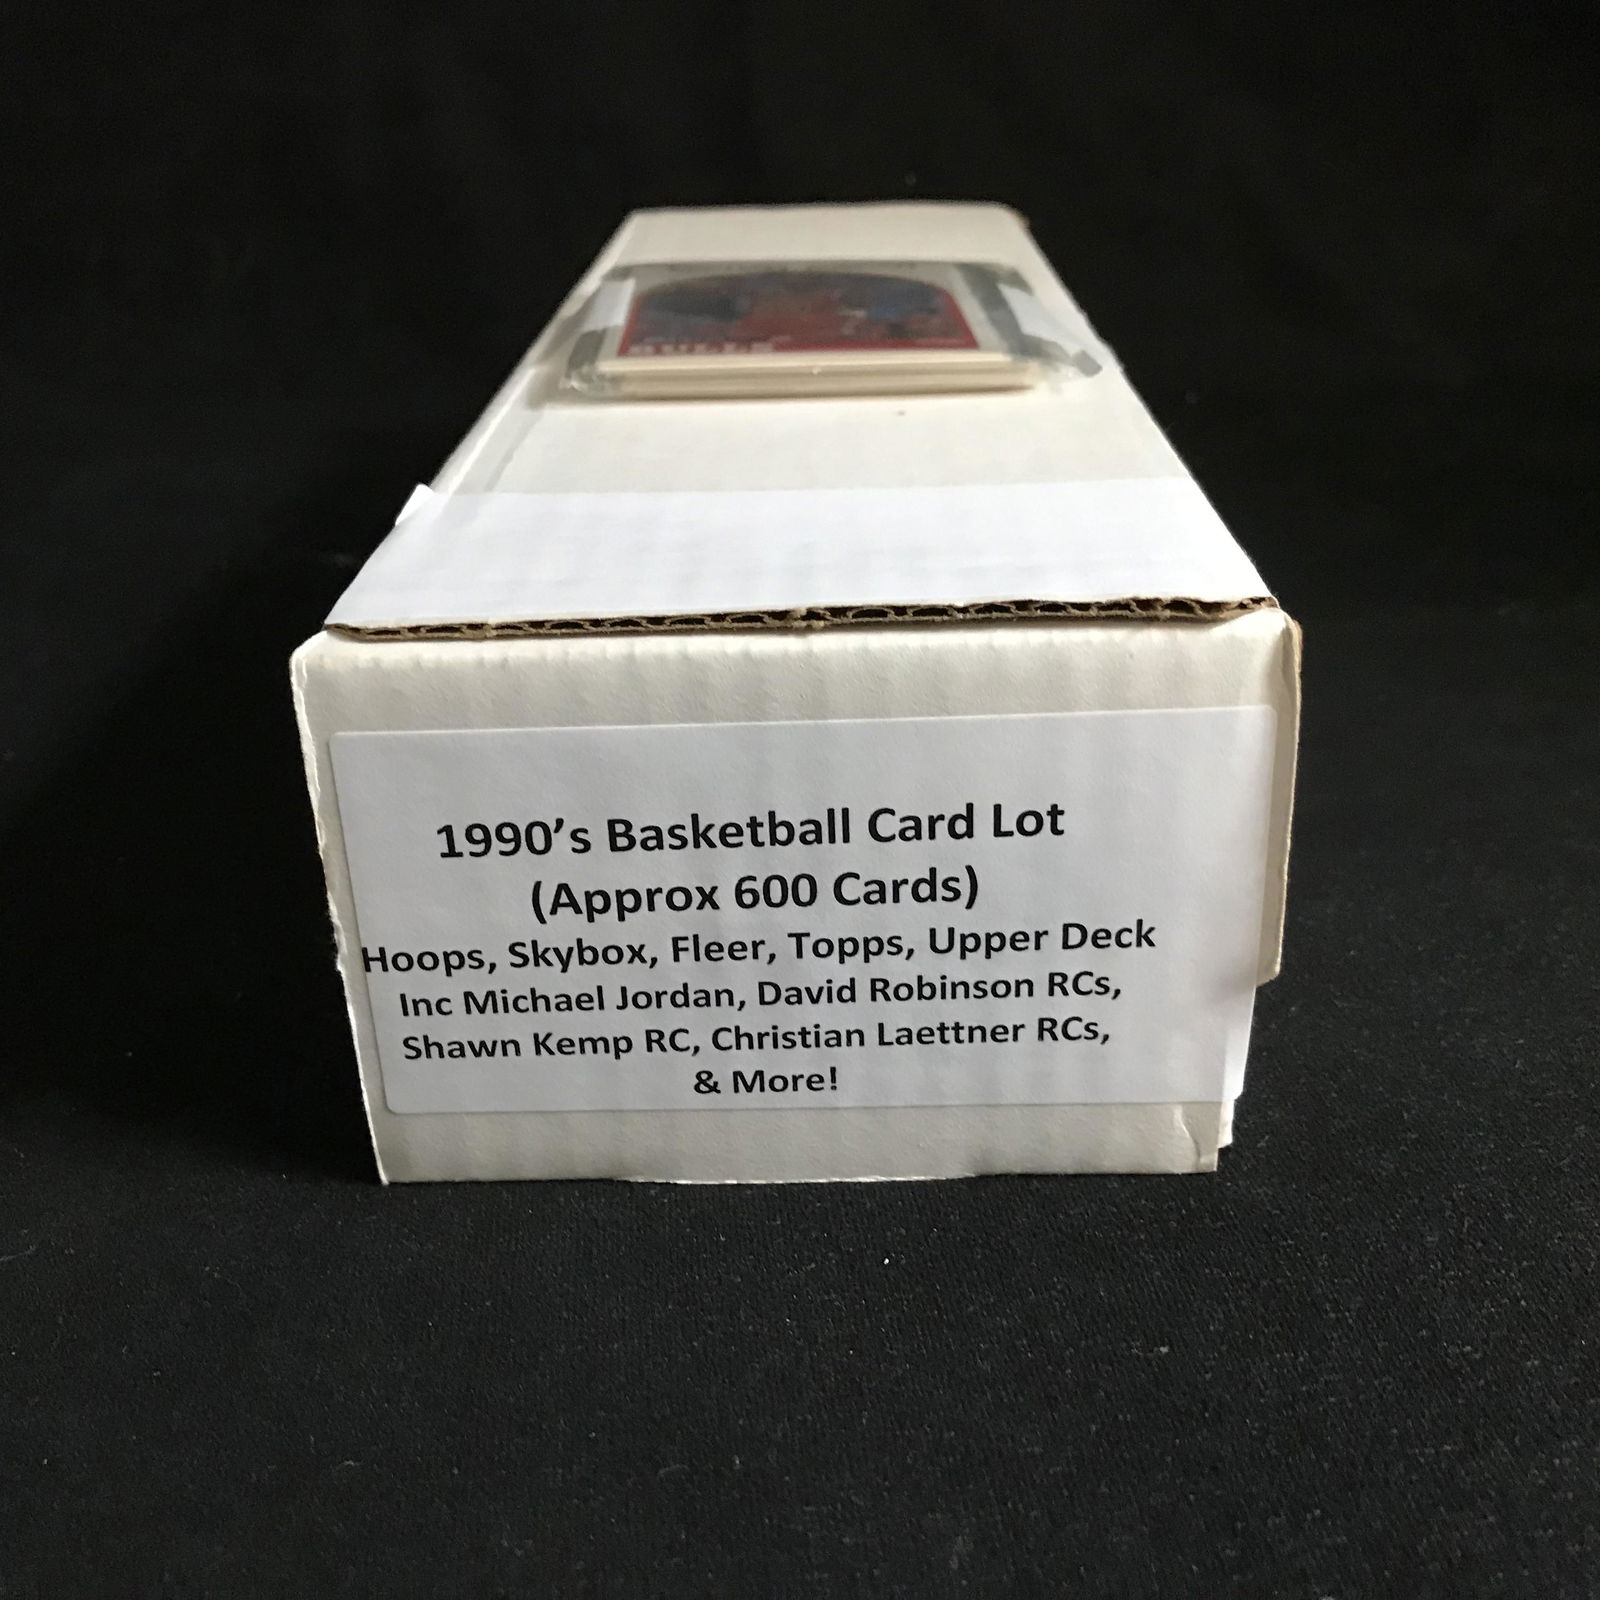 BULLS
1990's Basketball Card Lot
(Approx 600 Cards)
Hoops, Skybox, Fleer, Topps, Upper Deck
Inc Michael Jordan, David Robinson RCs,
Shawn Kemp RC, Christian Laettner RCs,
& More!